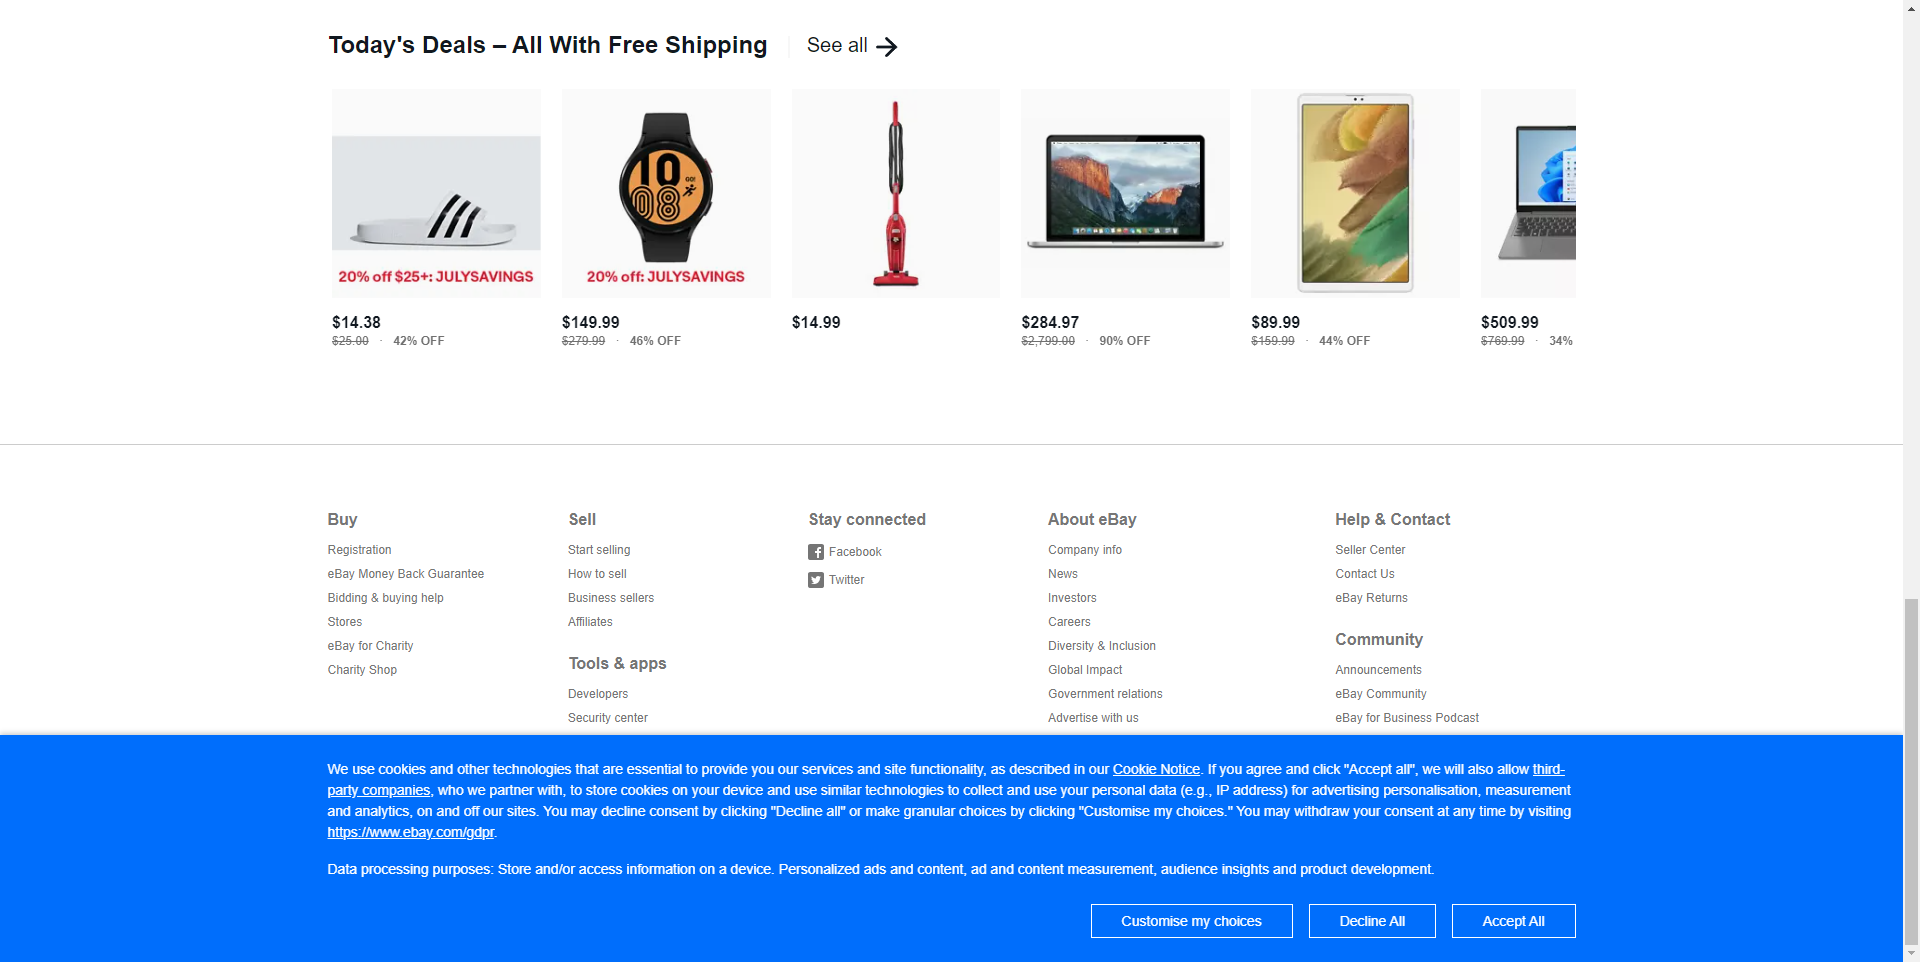 Today's Deals – All With Free Shipping
See all
20% off $25+: JULYSAVINGS
10
08
GO!
20% off: JULYSAVINGS
$14.38
$25.00 · 42% OFF
$149.99
$279.99 · 46% OFF
$14.99
$284.97
$2,799.00 · 90% OFF
$89.99
$159.99 · 44% OFF
$509.99
$769.99 · 34%
Buy
Registration
eBay Money Back Guarantee
Bidding & buying help
Stores
eBay for Charity
Charity Shop
Sell
Start selling
How to sell
Business sellers
Affiliates
Tools & apps
Developers
Security center
Stay connected
Facebook
Twitter
About eBay
Company info
News
Investors
Careers
Diversity & Inclusion
Global Impact
Government relations
Advertise with us
Help & Contact
Seller Center
Contact Us
eBay Returns
Community
Announcements
eBay Community
eBay for Business Podcast
We use cookies and other technologies that are essential to provide you our services and site functionality, as described in our Cookie Notice. If you agree and click "Accept all", we will also allow third-
party companies, who we partner with, to store cookies on your device and use similar technologies to collect and use your personal data (e.g., IP address) for advertising personalisation, measurement
and analytics, on and off our sites. You may decline consent by clicking "Decline all" or make granular choices by clicking "Customise my choices." You may withdraw your consent at any time by visiting
https://www.ebay.com/gdpr.
Data processing purposes: Store and/or access information on a device. Personalized ads and content, ad and content measurement, audience insights and product development.
Customise my choices
Decline All
Accept All